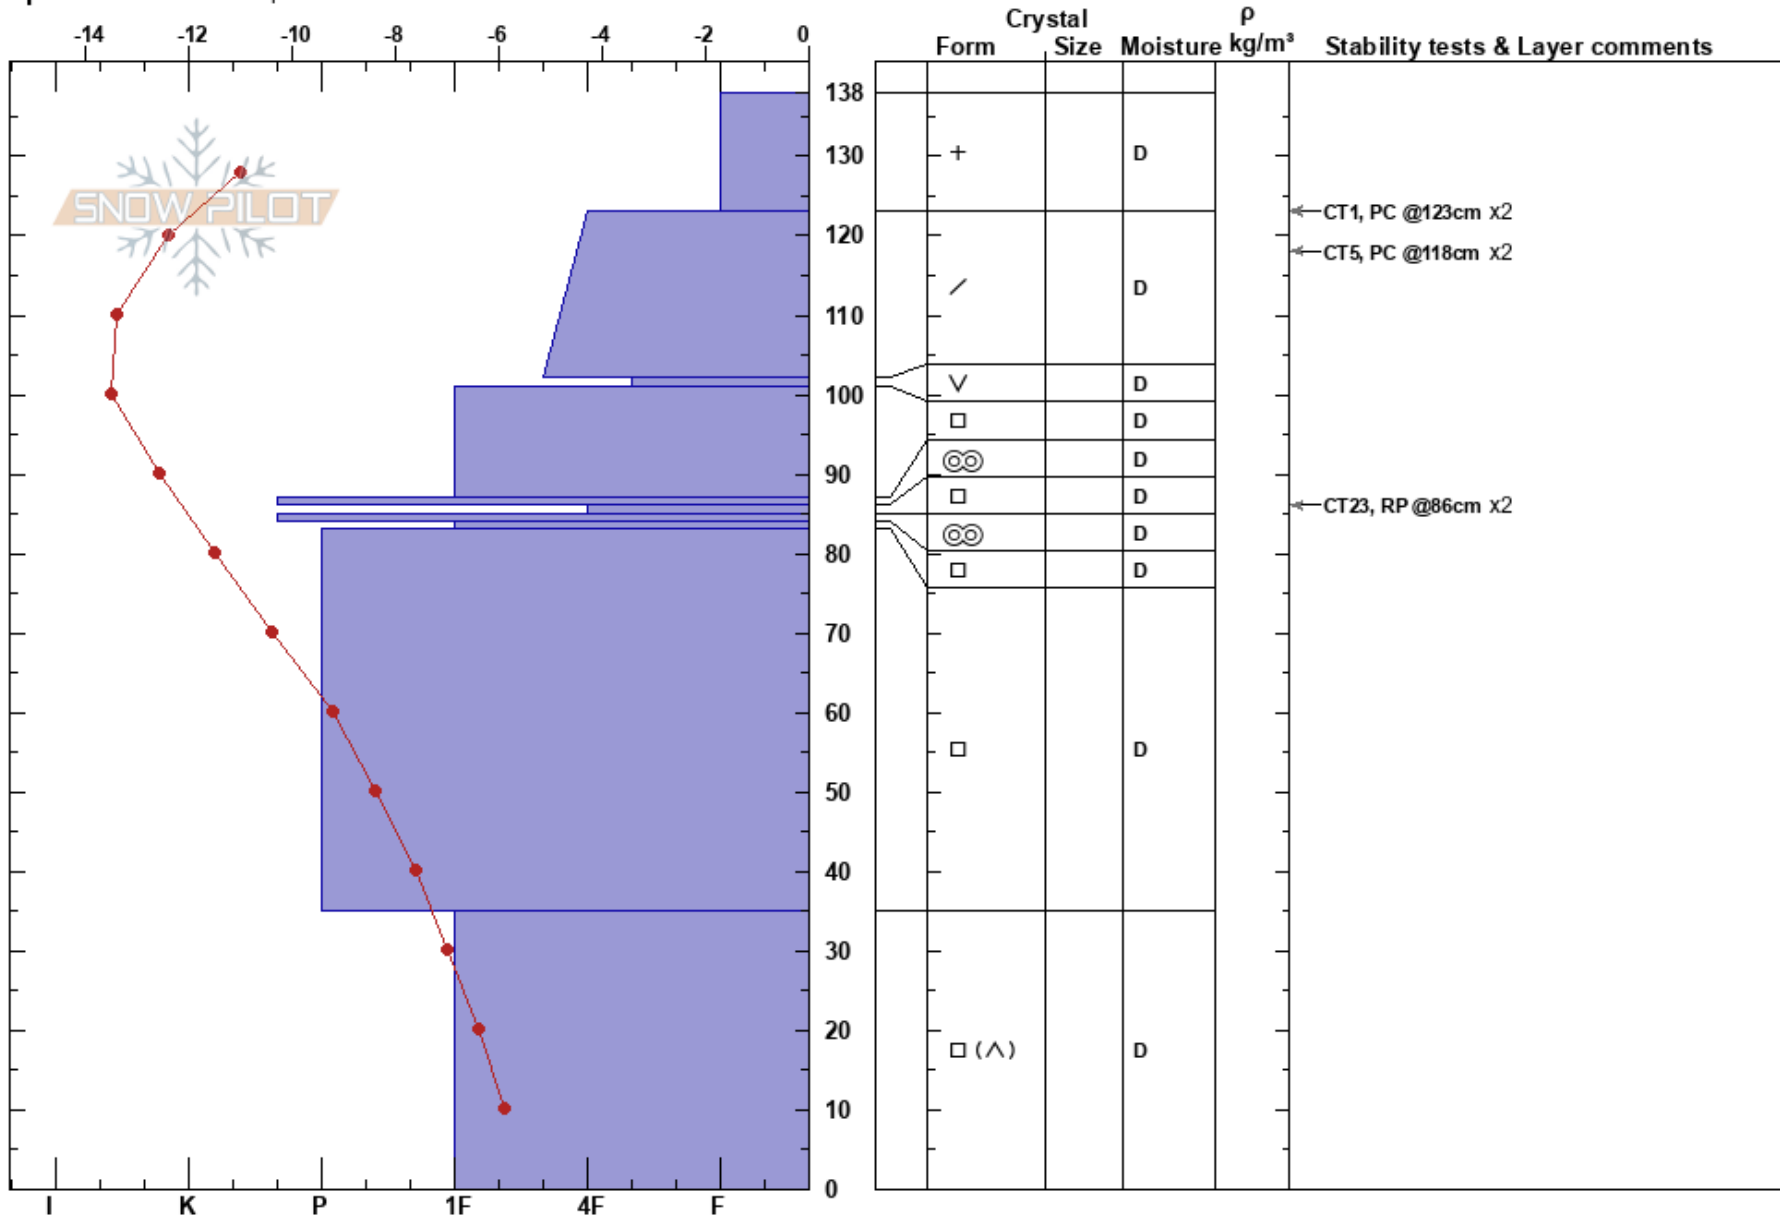 -14 -12 -10 -8 -6 -4 -2 0
Crystal
Form Size Moisture
ρ
kg/m³
Stability tests & Layer comments
SNOW PILOT
138
130
120
110
100
90
80
70
60
50
40
30
20
10
0
+ D
/ D
V D
□ D
D
□ D
D
□ D
□ D
□ (∧) D
CT1, PC @123cm x2
CT5, PC @118cm x2
CT23, RP @86cm x2
I K P 1F 4F F